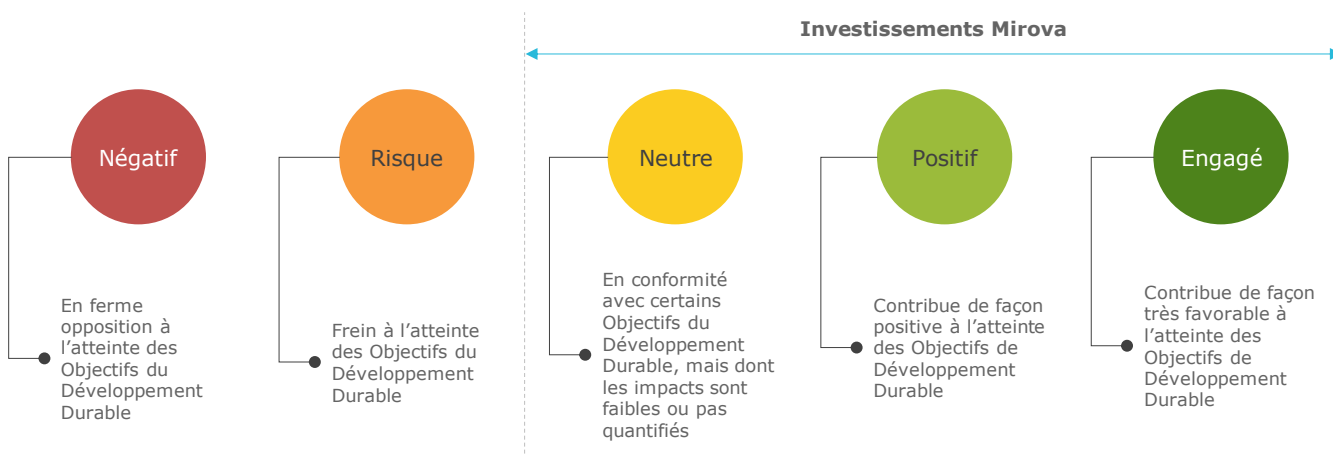 Investissements Mirova
Négatif
Risque
Neutre
Positif
Engagé
En ferme
opposition à
l’atteinte des
Objectifs du
Développement
Durable
Frein à l’atteinte
des Objectifs du
Développement
Durable
En conformité
avec certains
Objectifs du
Développement
Durable, mais dont
les impacts sont
faibles ou pas
quantifiés
Contribue de façon
positive à l’atteinte
des Objectifs de
Développement
Durable
Contribue de façon
très favorable à
l’atteinte des
Objectifs de
Développement
Durable